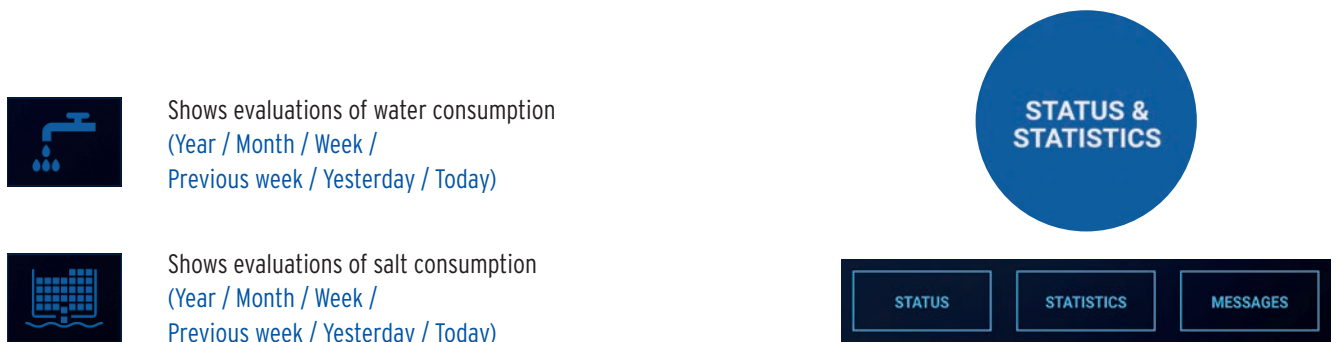 Shows evaluations of water consumption
(Year / Month / Week /
Previous week / Yesterday / Today)
Shows evaluations of salt consumption
(Year / Month / Week /
Previous week / Yesterday / Today)
STATUS &
STATISTICS
STATUS
STATISTICS
MESSAGES